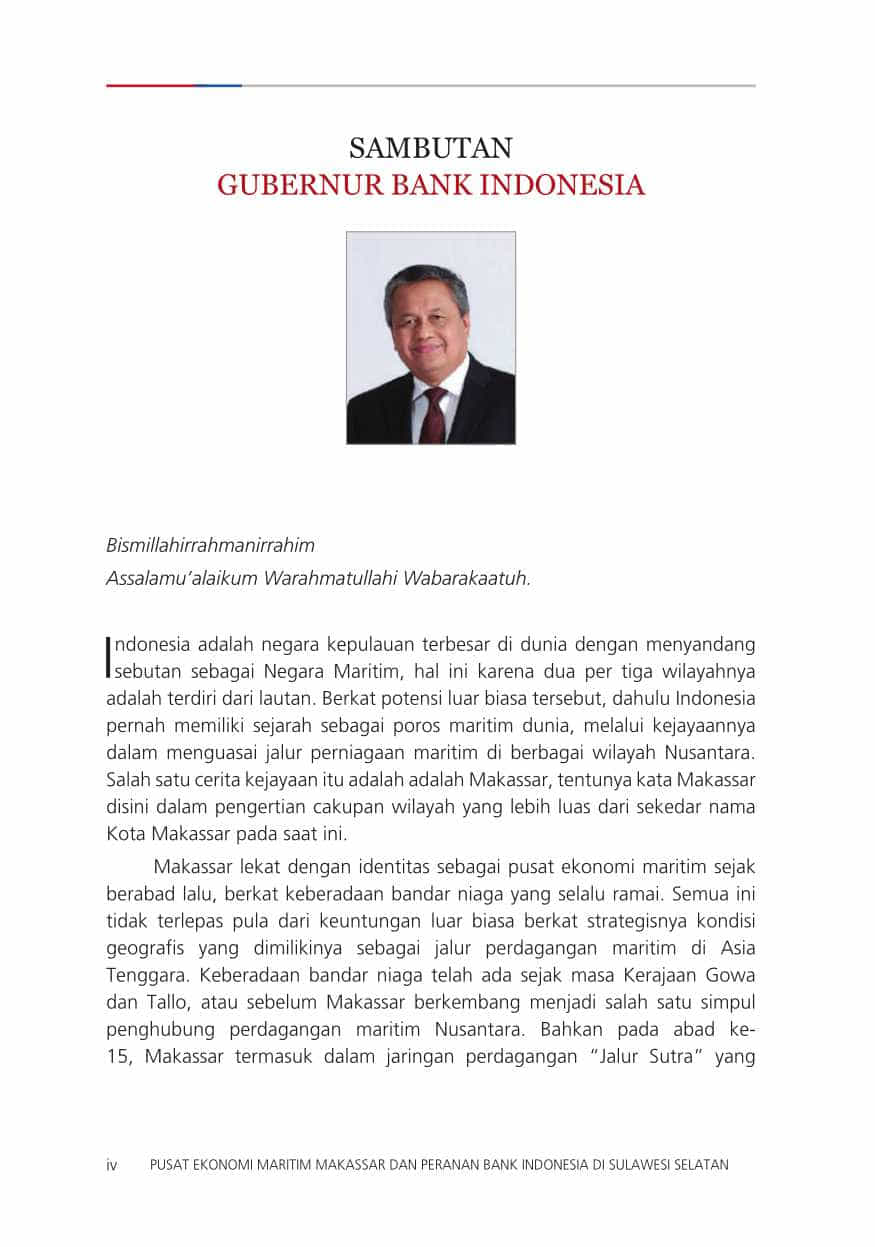 SAMBUTAN
GUBERNUR BANK INDONESIA
Bismillahirrahmanirrahim
Assalamu’alaikum Warahmatullahi Wabarakaatuh.
Indonesia adalah negara kepulauan terbesar di dunia dengan menyandang
sebutan sebagai Negara Maritim, hal ini karena dua per tiga wilayahnya
adalah terdiri dari lautan. Berkat potensi luar biasa tersebut, dahulu Indonesia
pernah memiliki sejarah sebagai poros maritim dunia, melalui kejayaannya
dalam menguasai jalur perniagaan maritim di berbagai wilayah Nusantara.
Salah satu cerita kejayaan itu adalah adalah Makassar, tentunya kata Makassar
disini dalam pengertian cakupan wilayah yang lebih luas dari sekedar nama
Kota Makassar pada saat ini.
Makassar lekat dengan identitas sebagai pusat ekonomi maritim sejak
berabad lalu, berkat keberadaan bandar niaga yang selalu ramai. Semua ini
tidak terlepas pula dari keuntungan luar biasa berkat strategisnya kondisi
geografis yang dimilikinya sebagai jalur perdagangan maritim di Asia
Tenggara. Keberadaan bandar niaga telah ada sejak masa Kerajaan Gowa
dan Tallo, atau sebelum Makassar berkembang menjadi salah satu simpul
penghubung perdagangan maritim Nusantara. Bahkan pada abad ke-
15, Makassar termasuk dalam jaringan perdagangan “Jalur Sutra” yang
iv PUSAT EKONOMI MARITIM MAKASSAR DAN PERANAN BANK INDONESIA DI SULAWESI SELATAN